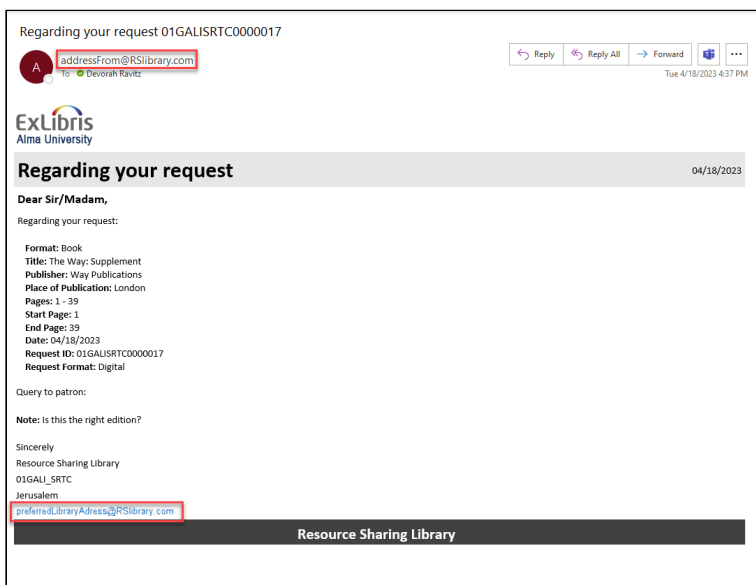 Regarding your request 01GALISRTC0000017
A
addressFrom@RSlibrary.com
To Devorah Ravitz
Reply
Reply All
Forward
Tue 4/18/2023 4:37 PM
ExLibris
Alma University
Regarding your request
04/18/2023
Dear Sir/Madam,
Regarding your request:
Format: Book
Title: The Way: Supplement
Publisher: Way Publications
Place of Publication: London
Pages: 1 - 39
Start Page: 1
End Page: 39
Date: 04/18/2023
Request ID: 01GALISRTC0000017
Request Format: Digital
Query to patron:
Note: Is this the right edition?
Sincerely
Resource Sharing Library
01GALI_SRTC
Jerusalem
preferredLibraryAdress@RSlibrary.com
Resource Sharing Library